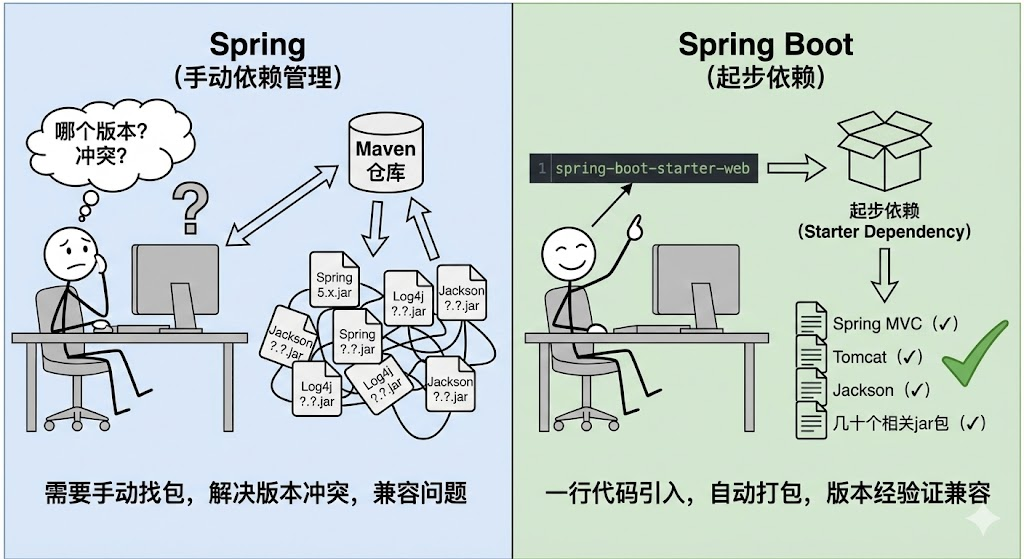 Spring
（手动依赖管理）
哪个版本？
冲突？
?
Maven
仓库
Spring
5.x.jar
Log4j
?.?.jar
Jackson
?.?.jar
Jackson
?.?.jar
Spring
?.?.jar
Log4j
?.?.jar
Log4j
?.?.jar
Jackson
?.?.jar
需要手动找包，解决版本冲突，兼容问题
Spring Boot
（起步依赖）
1 spring-boot-starter-web
起步依赖
（Starter Dependency）
Spring MVC（✓）
Tomcat（✓）
Jackson（✓）
几十个相关jar包（✓）
一行代码引入，自动打包，版本经验证兼容